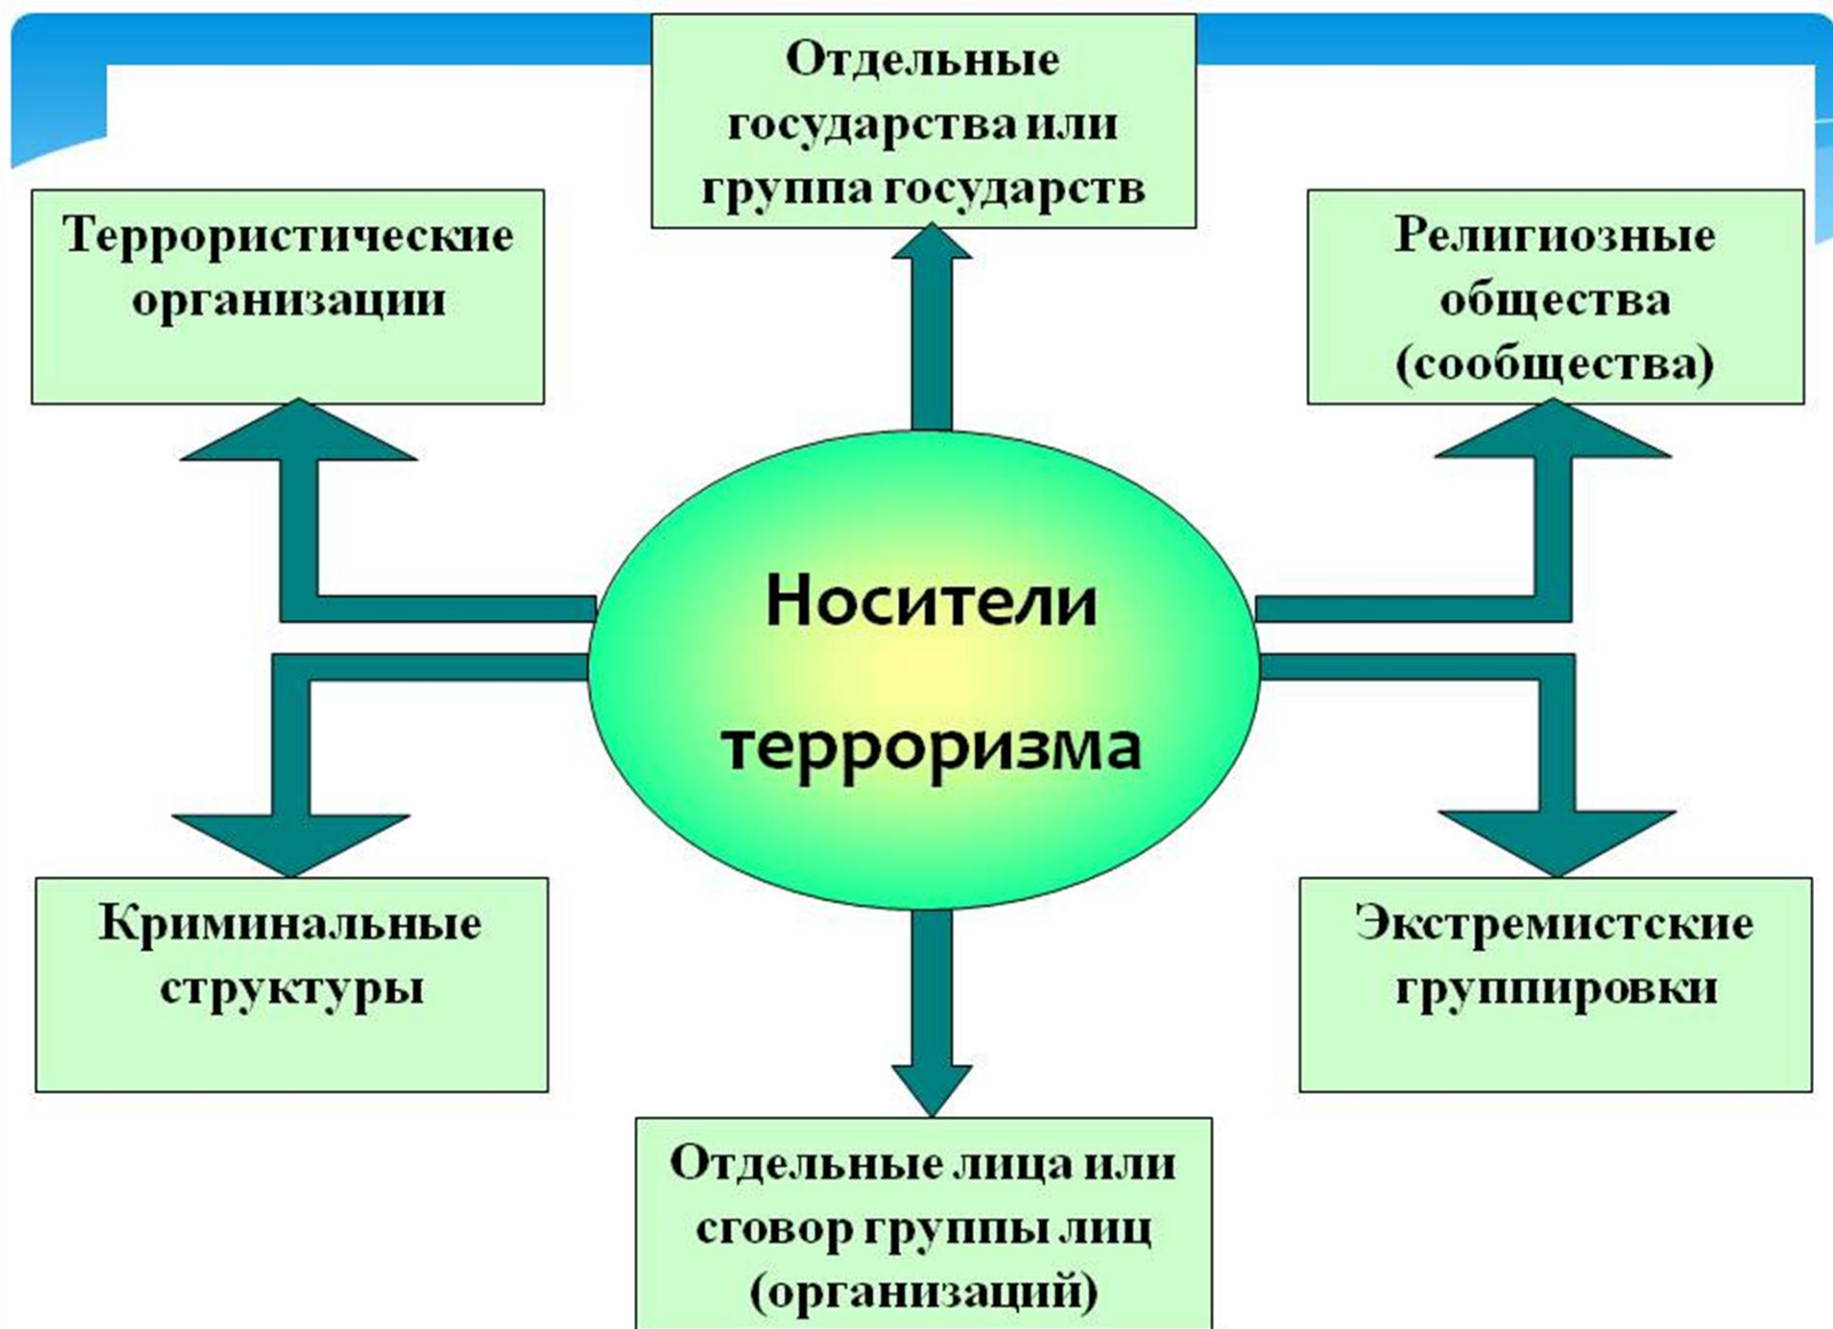 Отдельные
государства или
группа государств
Террористические
организации
Религиозные
общества
(сообщества)
Носители
терроризма
Криминальные
структуры
Экстремистские
группировки
Отдельные лица или
сговор группы лиц
(организаций)